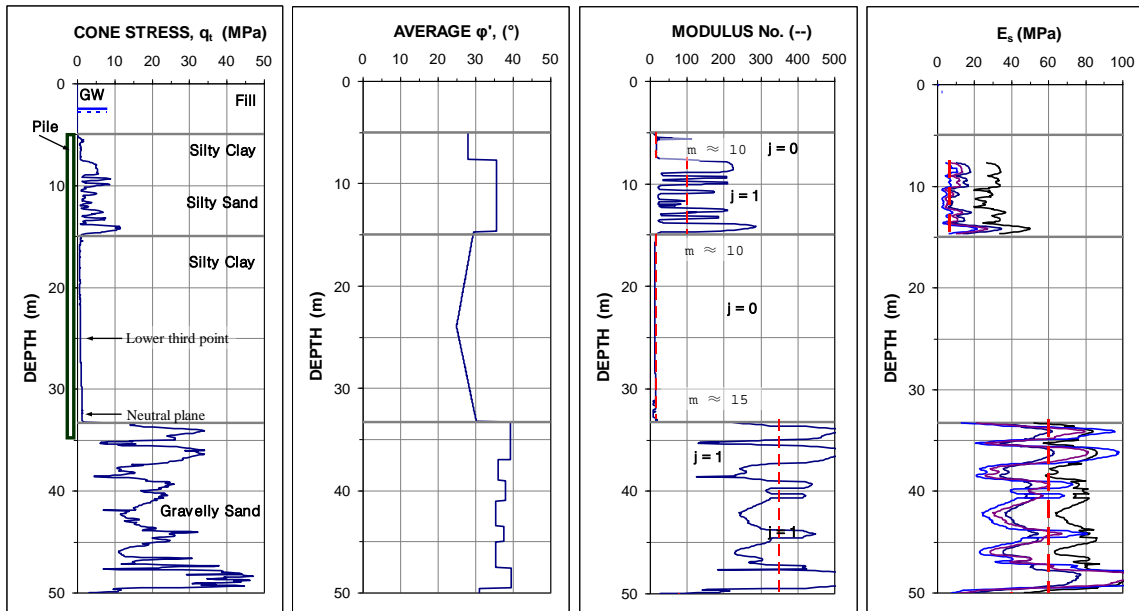 CONE STRESS, qt (MPa)
0 10 20 30 40 50
0
10
20
30
40
50
DEPTH (m)
GW
Fill
Pile
Silty Clay
Silty Sand
Silty Clay
Lower third point
Neutral plane
Gravelly Sand
AVERAGE φ', (°)
0 10 20 30 40 50
0
10
20
30
40
50
DEPTH (m)
MODULUS No. (--)
0 100 200 300 400 500
0
10
20
30
40
50
DEPTH (m)
m ≈ 10
j = 0
j = 1
m ≈ 10
j = 0
m ≈ 15
j = 1
j = 1
Es (MPa)
0 20 40 60 80 100
0
10
20
30
40
50
DEPTH (m)